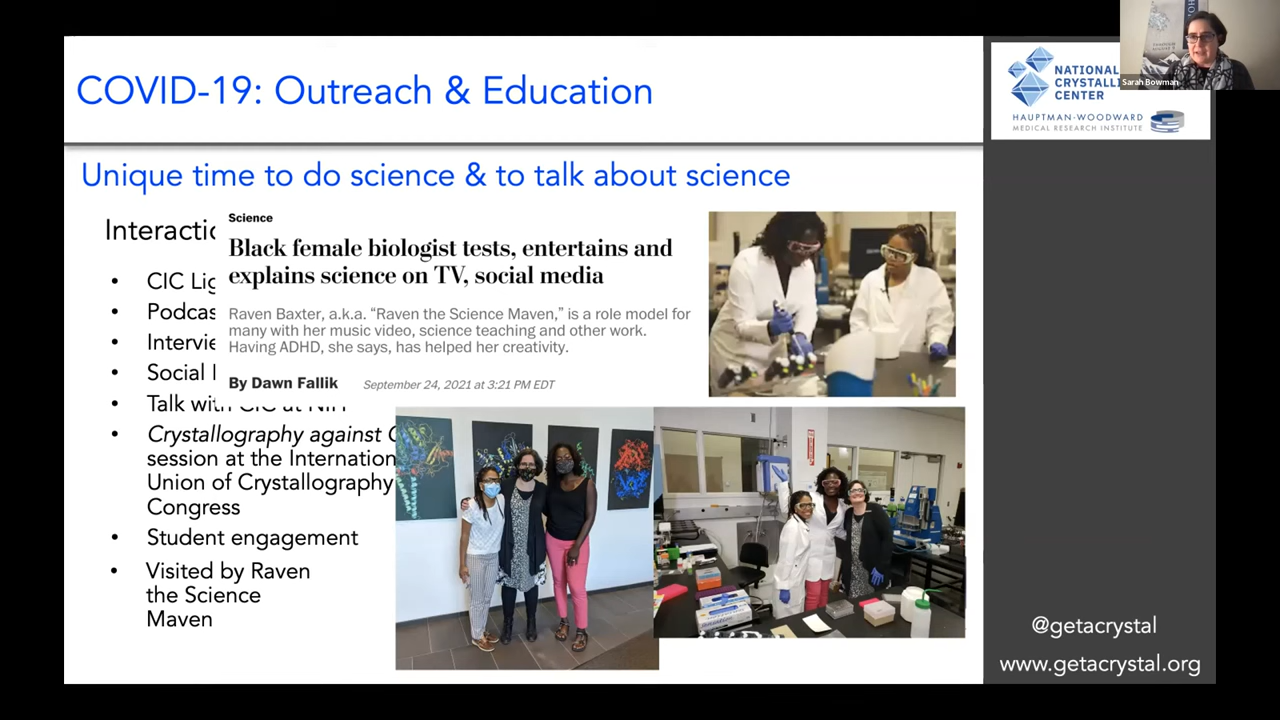 COVID-19: Outreach & Education
NATIONAL
CRYSTALLI
CENTER
HAUPTMAN-WOODWARD
MEDICAL RESEARCH INSTITUTE
Sarah Bowman
Unique time to do science & to talk about science
Interactic
• CIC Lig
• Podcas
• Intervie
• Social
• Talk with CIC at NIH
• Crystallography against
session at the Internation
Union of Crystallography
Congress
• Student engagement
• Visited by Raven
the Science
Maven
Science
Black female biologist tests, entertains and
explains science on TV, social media
Raven Baxter, a.k.a. “Raven the Science Maven,” is a role model for
many with her music video, science teaching and other work.
Having ADHD, she says, has helped her creativity.
By Dawn Fallik September 24, 2021 at 3:21 PM EDT
@getacrystal
www.getacrystal.org